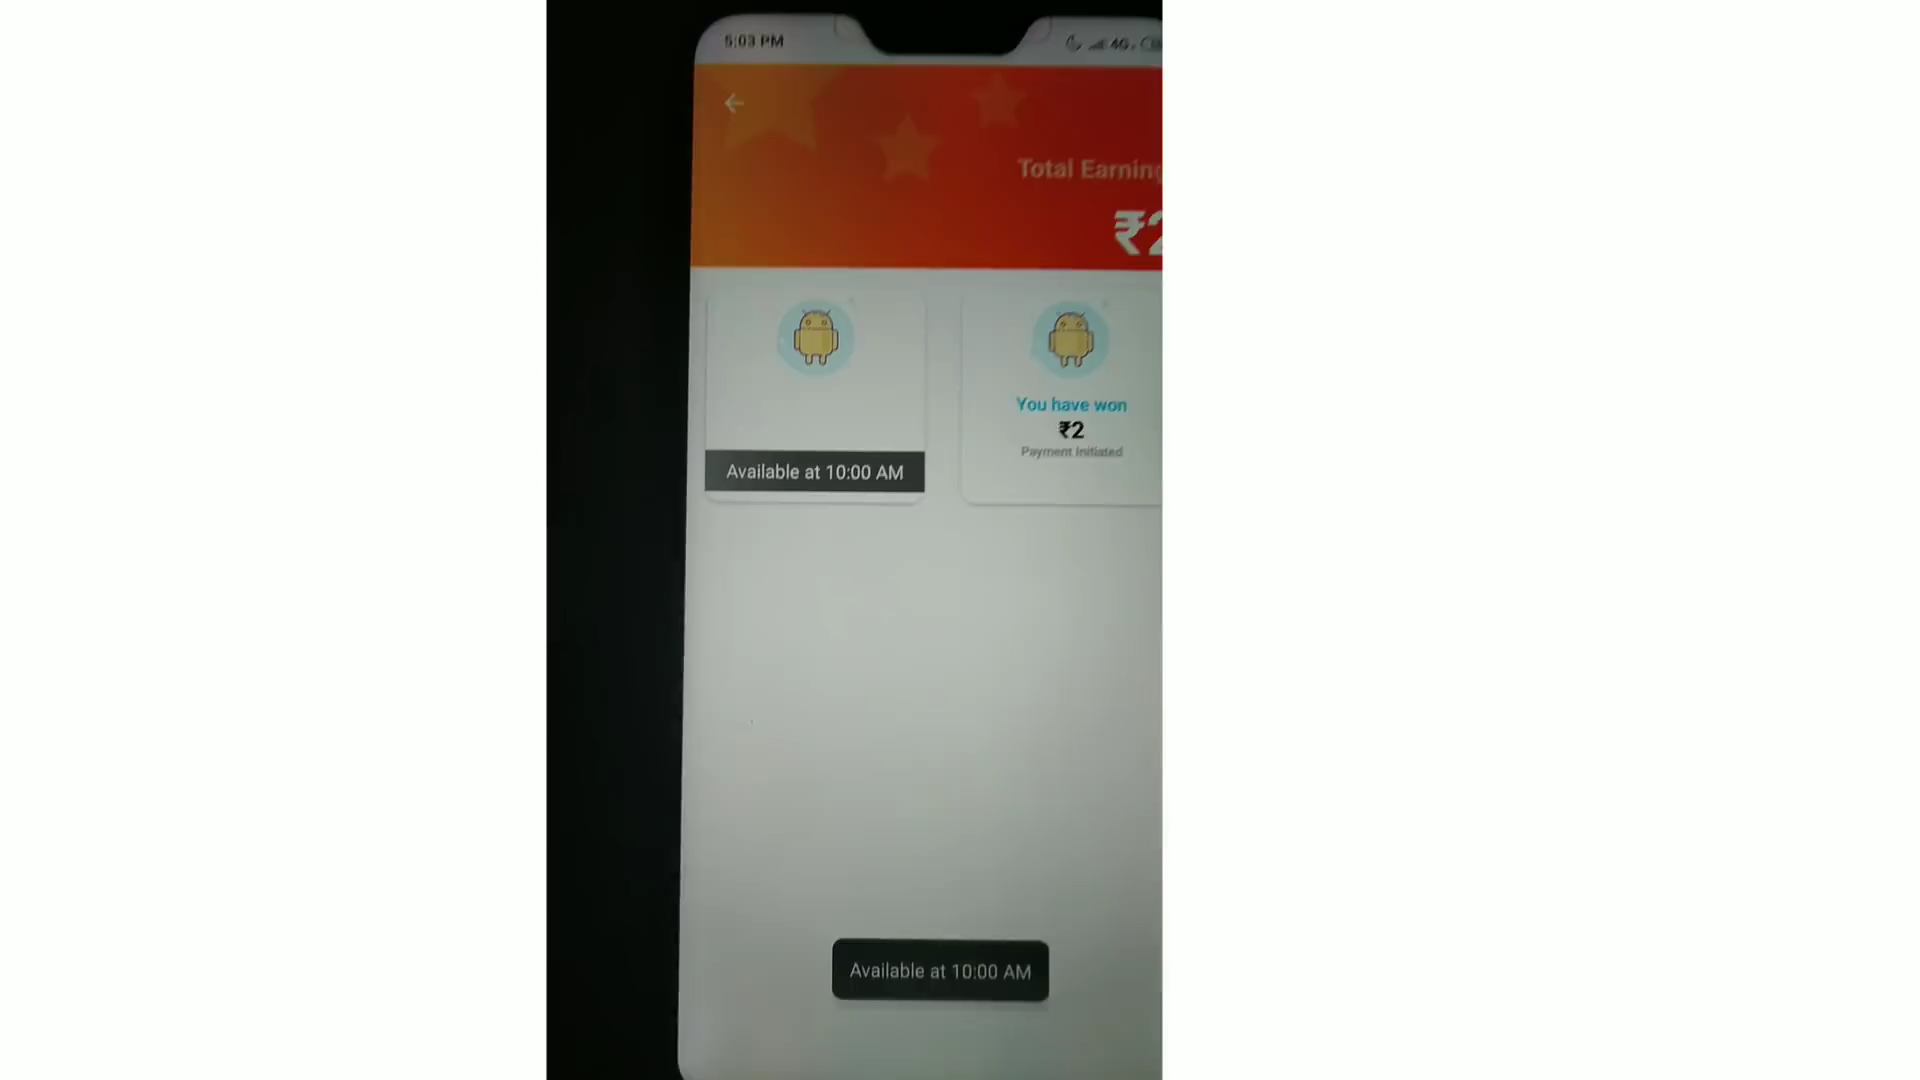 5:03 PM
4G
Total Earning
₹2
You have won
₹2
Payment Initiated
Available at 10:00 AM
Available at 10:00 AM